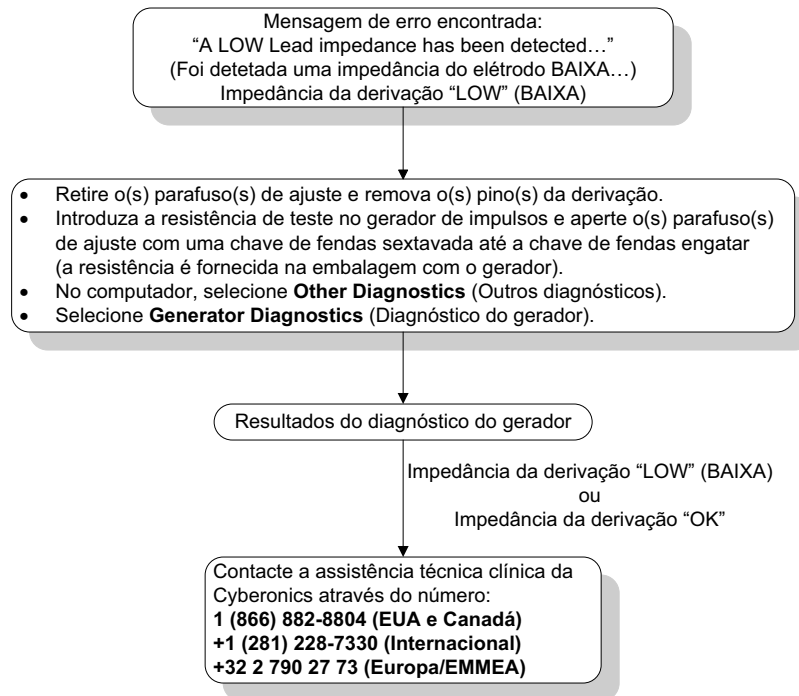 Mensagem de erro encontrada:
“A LOW Lead impedance has been detected…”
(Foi detetada uma impedância do elétrodo BAIXA…)
Impedância da derivação “LOW” (BAIXA)
• Retire o(s) parafuso(s) de ajuste e remova o(s) pino(s) da derivação.
• Introduza a resistência de teste no gerador de impulsos e aperte o(s) parafuso(s)
de ajuste com uma chave de fendas sextavada até a chave de fendas engatar
(a resistência é fornecida na embalagem com o gerador).
• No computador, selecione Other Diagnostics (Outros diagnósticos).
• Selecione Generator Diagnostics (Diagnóstico do gerador).
Resultados do diagnóstico do gerador
Impedância da derivação “LOW” (BAIXA)
ou
Impedância da derivação “OK”
Contacte a assistência técnica clínica da
Cyberonics através do número:
1 (866) 882-8804 (EUA e Canadá)
+1 (281) 228-7330 (Internacional)
+32 2 790 27 73 (Europa/EMMEA)